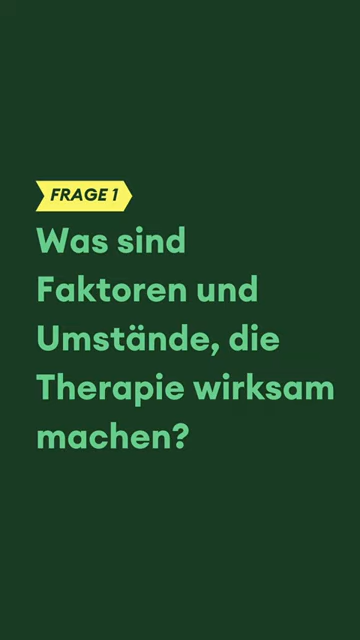 FRAGE 1
Was sind
Faktoren und
Umstände, die
Therapie wirksam
machen?